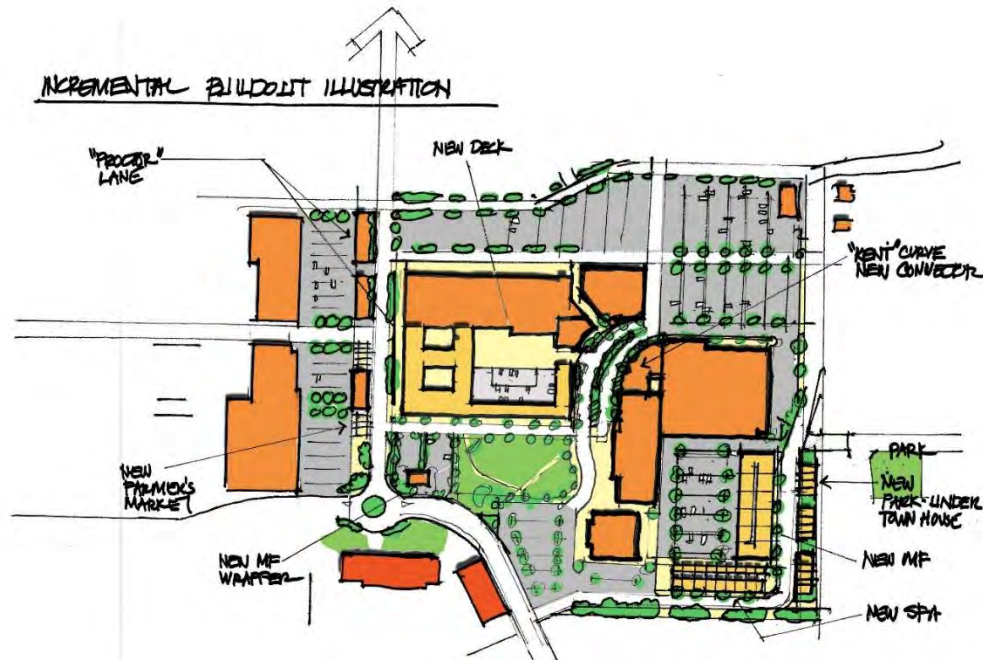 INCREMENTAL BUILDOUT ILLUSTRATION
"PROCTOR"
LANE
NEW DECK
"KENT" CURVE
NEW CONNECTOR
NEW
FARMER'S
MARKET
PARK
NEW
PARK-UNDER
TOWN HOUSE
NEW MF
WRAPPER
NEW MF
NEW SFA